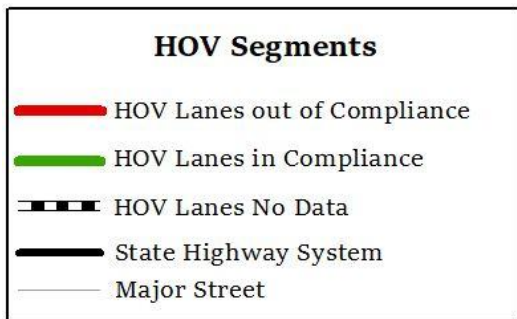 HOV Segments
HOV Lanes out of Compliance
HOV Lanes in Compliance
HOV Lanes No Data
State Highway System
Major Street